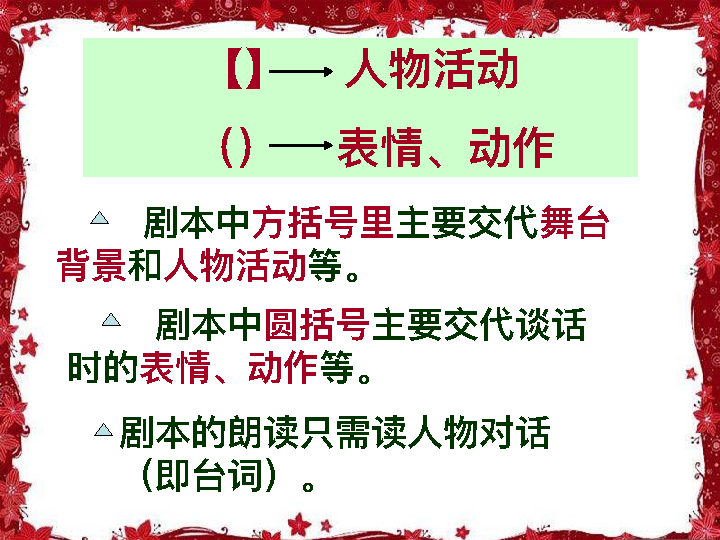 【】 人物活动
() 表情、动作
剧本中方括号里主要交代舞台
背景和人物活动等。
剧本中圆括号主要交代谈话
时的表情、动作等。
剧本的朗读只需读人物对话
（即台词）。